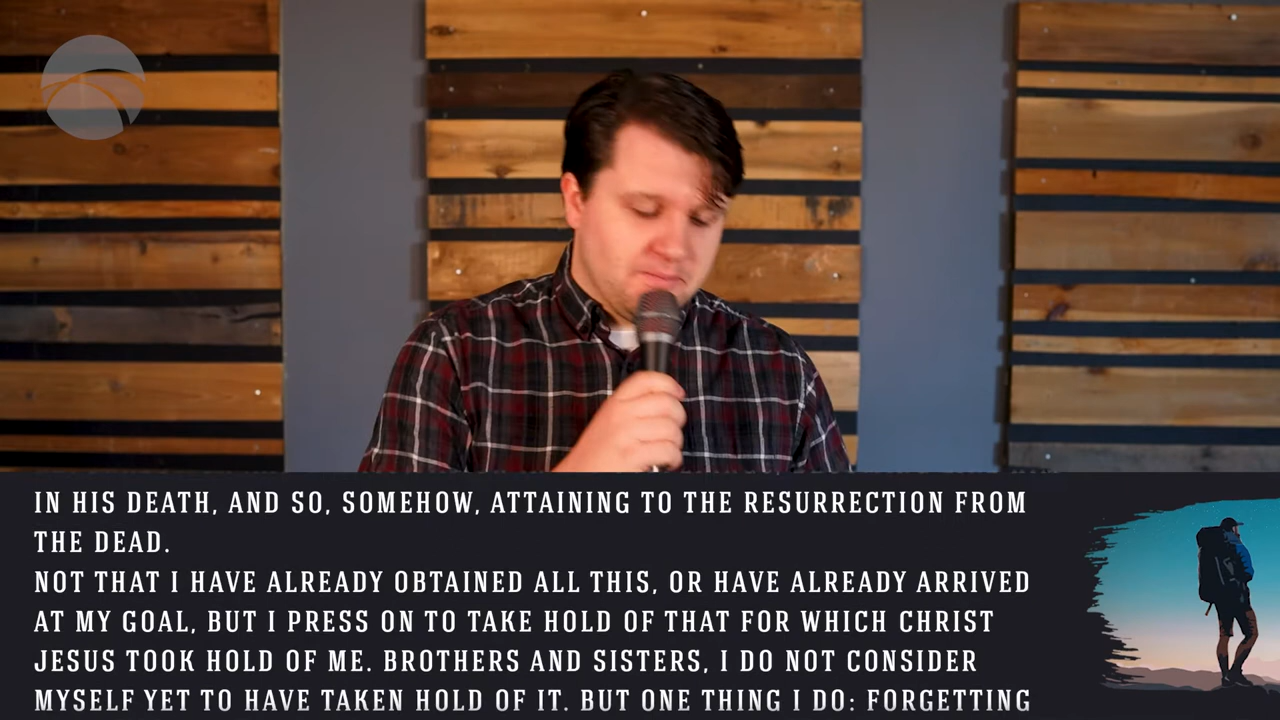 IN HIS DEATH, AND SO, SOMEHOW, ATTAINING TO THE RESURRECTION FROM
THE DEAD.
NOT THAT I HAVE ALREADY OBTAINED ALL THIS, OR HAVE ALREADY ARRIVED
AT MY GOAL, BUT I PRESS ON TO TAKE HOLD OF THAT FOR WHICH CHRIST
JESUS TOOK HOLD OF ME. BROTHERS AND SISTERS, I DO NOT CONSIDER
MYSELF YET TO HAVE TAKEN HOLD OF IT. BUT ONE THING I DO: FORGETTING